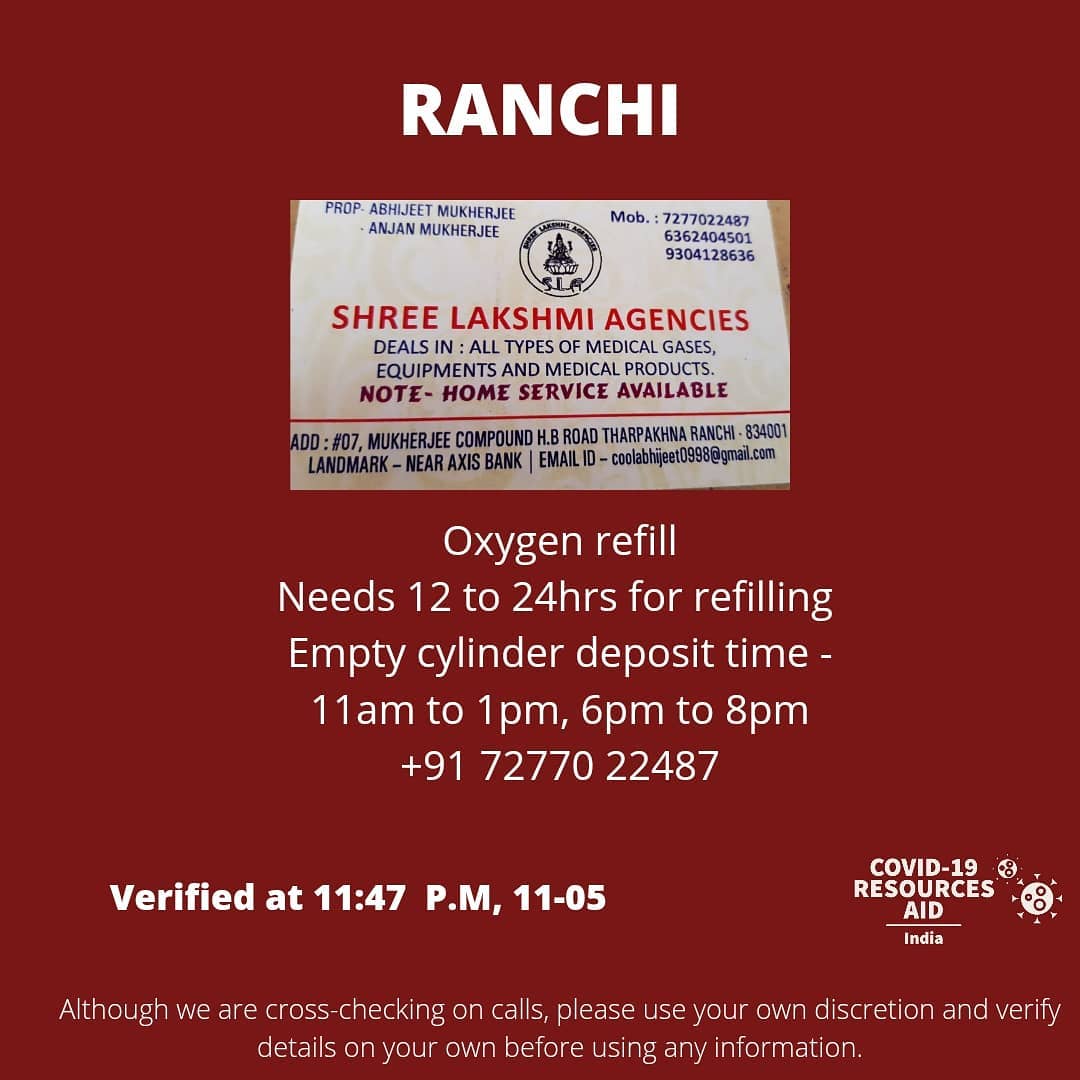 RANCHI
PROP- ABHIJEET MUKHERJEE
- ANJAN MUKHERJEE
Mob. : 7277022487
6362404501
9304128636
SHREE LAKSHMI AGENCIES
S.L.A
SHREE LAKSHMI AGENCIES
DEALS IN : ALL TYPES OF MEDICAL GASES,
EQUIPMENTS AND MEDICAL PRODUCTS.
NOTE- HOME SERVICE AVAILABLE
ADD : #07, MUKHERJEE COMPOUND H.B ROAD THARPAKHNA RANCHI - 834001
LANDMARK – NEAR AXIS BANK | EMAIL ID – coolabhijeet0998@gmail.com
Oxygen refill
Needs 12 to 24hrs for refilling
Empty cylinder deposit time -
11am to 1pm, 6pm to 8pm
+91 72770 22487
Verified at 11:47 P.M, 11-05
COVID-19
RESOURCES
AID
India
Although we are cross-checking on calls, please use your own discretion and verify
details on your own before using any information.